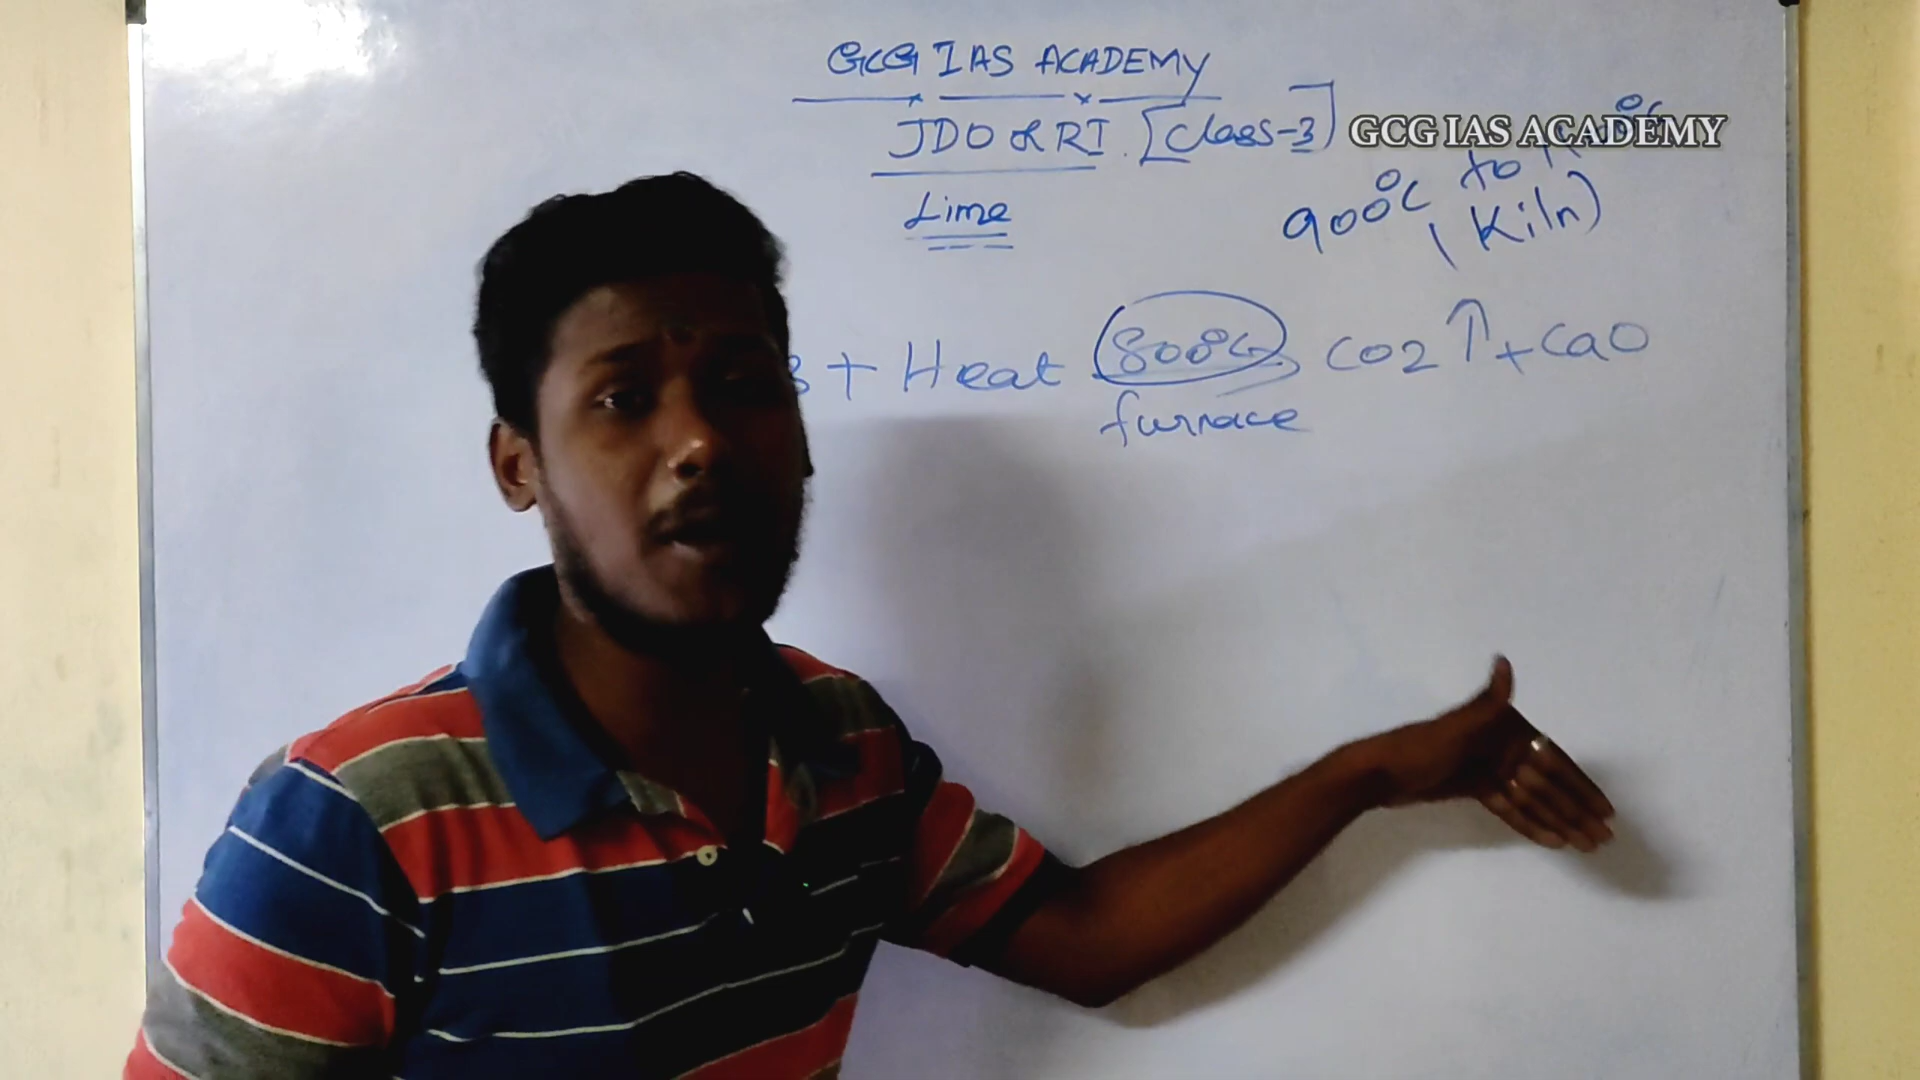 GCG IAS ACADEMY
JDO & RI [Class-3]
GCG IAS ACADEMY
Lime
900°C to
(Kiln)
3 + Heat 800°C CO2 ↑ + CaO
furnace